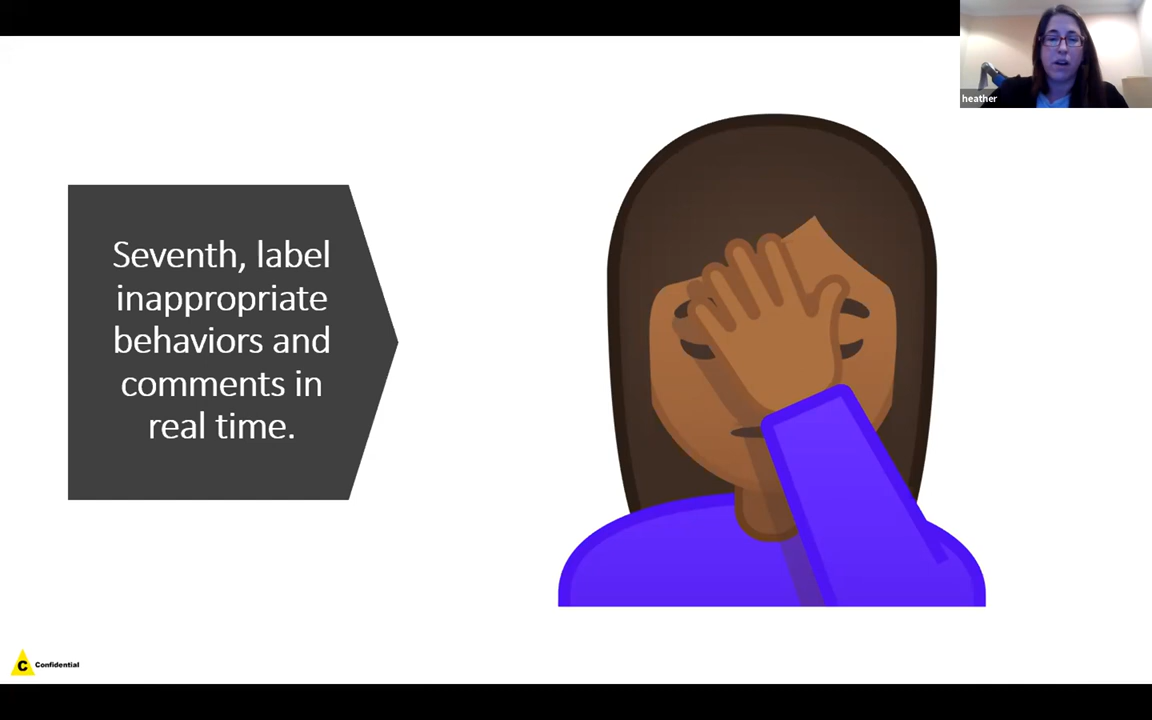 heather
Seventh, label
inappropriate
behaviors and
comments in
real time.
C Confidential